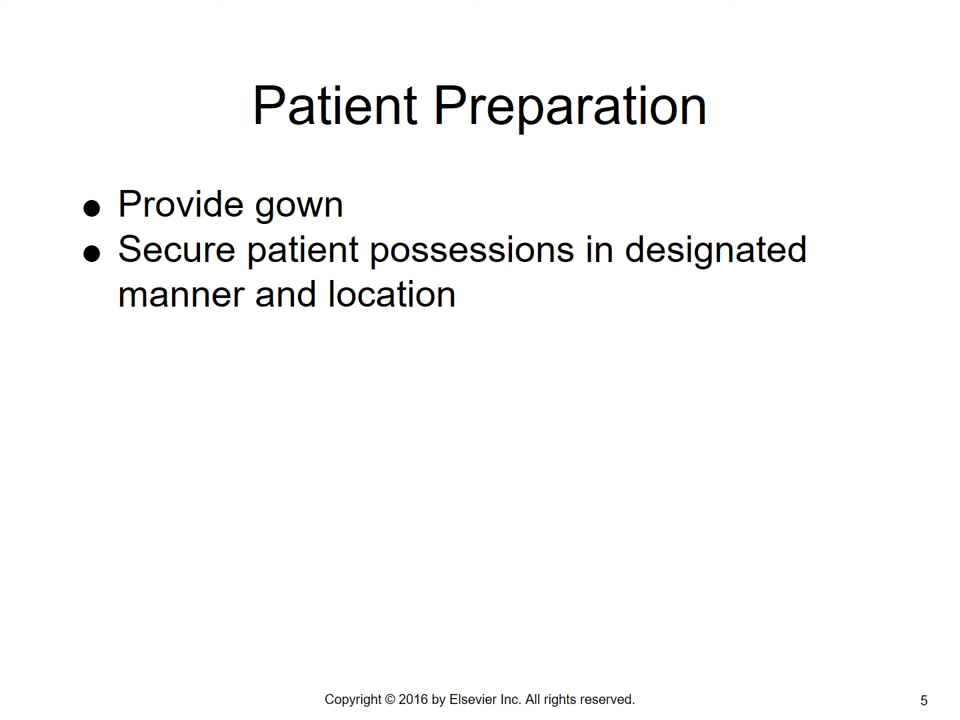 Patient Preparation
● Provide gown
● Secure patient possessions in designated
manner and location
Copyright © 2016 by Elsevier Inc. All rights reserved.
5